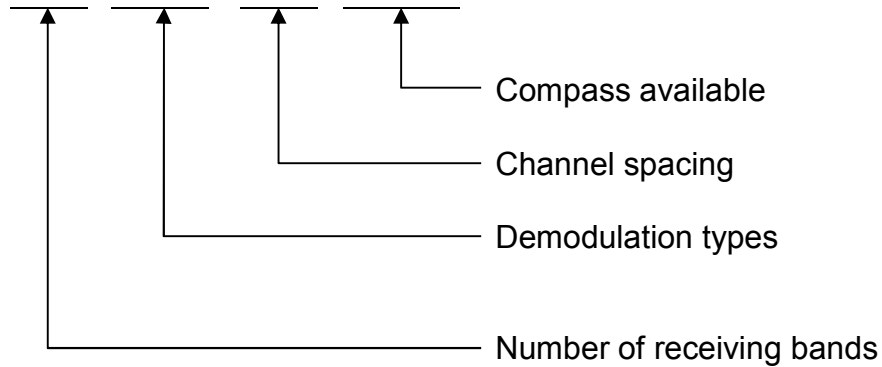 Compass available
Channel spacing
Demodulation types
Number of receiving bands